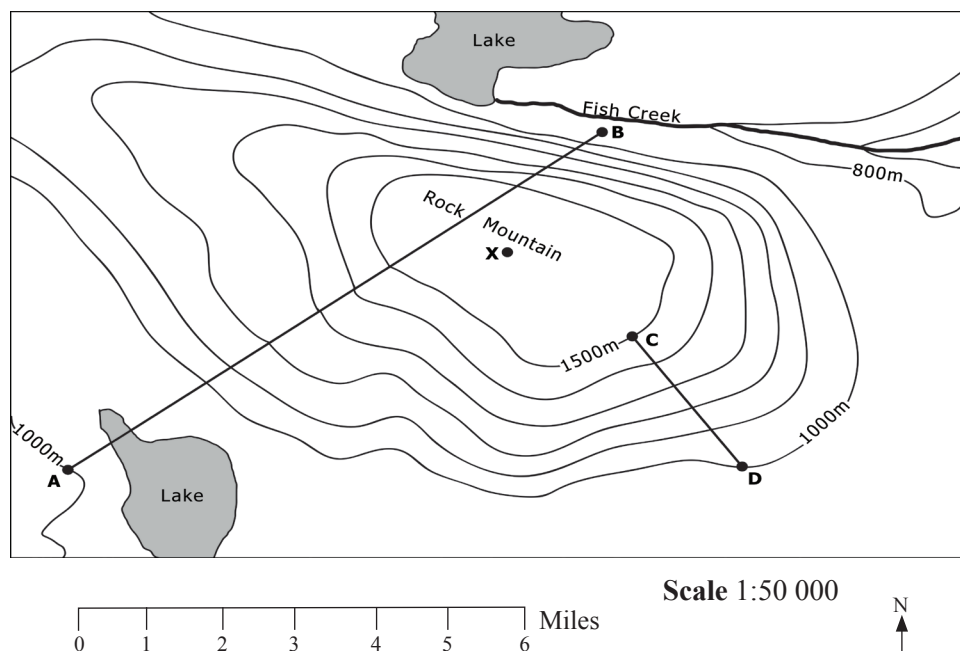 Lake
Fish Creek
B
800m
Rock Mountain
X
C
1500m
1000m
1000m
A
D
Lake
Scale 1:50 000
N
Miles
0 1 2 3 4 5 6